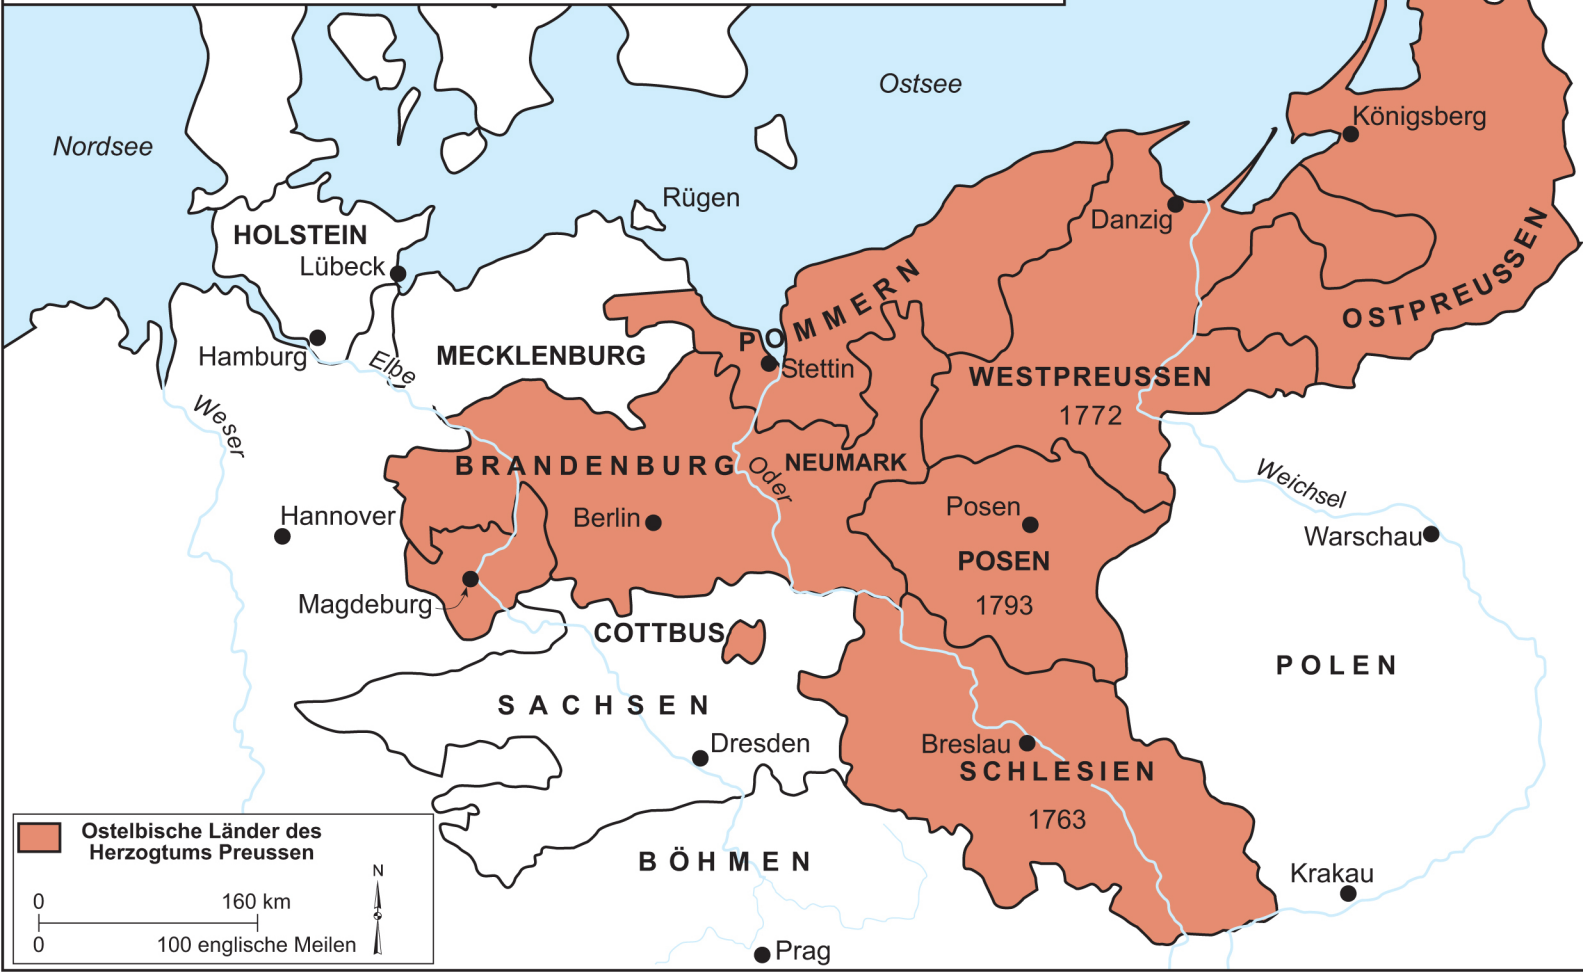 Ostsee
Nordsee
Königsberg
Rügen
Danzig
HOLSTEIN
Lübeck
OSTPREUSSEN
POMMERN
Hamburg
Elbe
MECKLENBURG
Stettin
WESTPREUSSEN
1772
Weser
BRANDENBURG
Oder
NEUMARK
Weichsel
Hannover
Berlin
Posen
Warschau
POSEN
1793
Magdeburg
COTTBUS
POLEN
SACHSEN
Dresden
Breslau
SCHLESIEN
1763
BÖHMEN
Krakau
Prag
Ostelbische Länder des
Herzogtums Preussen
N
0 160 km
0 100 englische Meilen